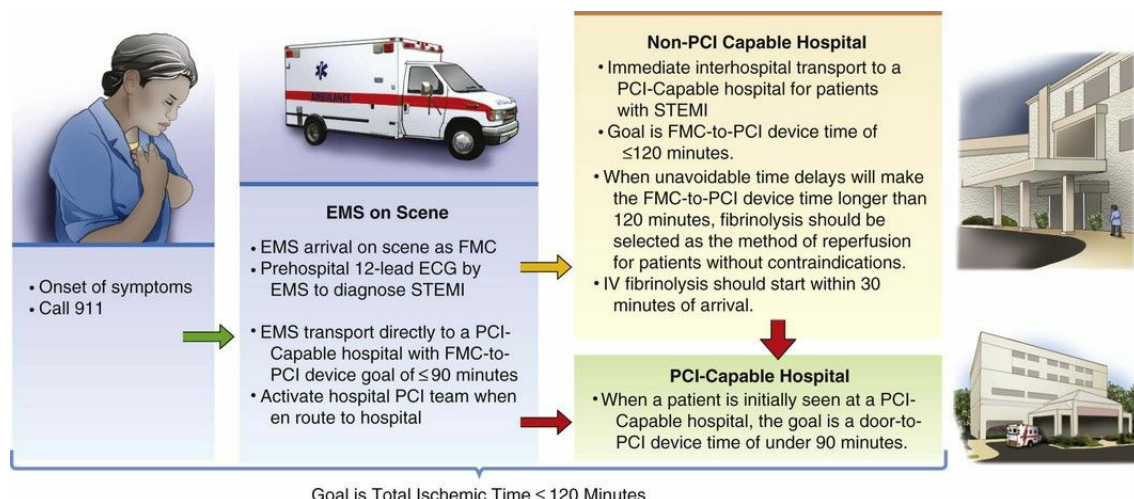 • Onset of symptoms
• Call 911
AMBULANCE
EMS on Scene
• EMS arrival on scene as FMC
• Prehospital 12-lead ECG by
EMS to diagnose STEMI
• EMS transport directly to a PCI-
Capable hospital with FMC-to-
PCI device goal of ≤ 90 minutes
• Activate hospital PCI team when
en route to hospital
Non-PCI Capable Hospital
• Immediate interhospital transport to a
PCI-Capable hospital for patients
with STEMI
• Goal is FMC-to-PCI device time of
≤120 minutes.
• When unavoidable time delays will make
the FMC-to-PCI device time longer than
120 minutes, fibrinolysis should be
selected as the method of reperfusion
for patients without contraindications.
• IV fibrinolysis should start within 30
minutes of arrival.
PCI-Capable Hospital
• When a patient is initially seen at a PCI-
Capable hospital, the goal is a door-to-
PCI device time of under 90 minutes.
Goal is Total Ischemic Time ≤ 120 Minutes